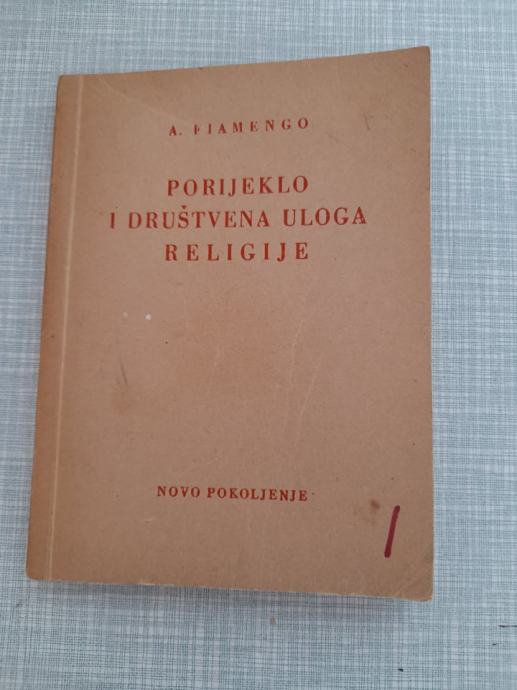 A. FIAMENGO
PORIJEKLO
I DRUŠTVENA ULOGA
RELIGIJE
NOVO POKOLJENJE